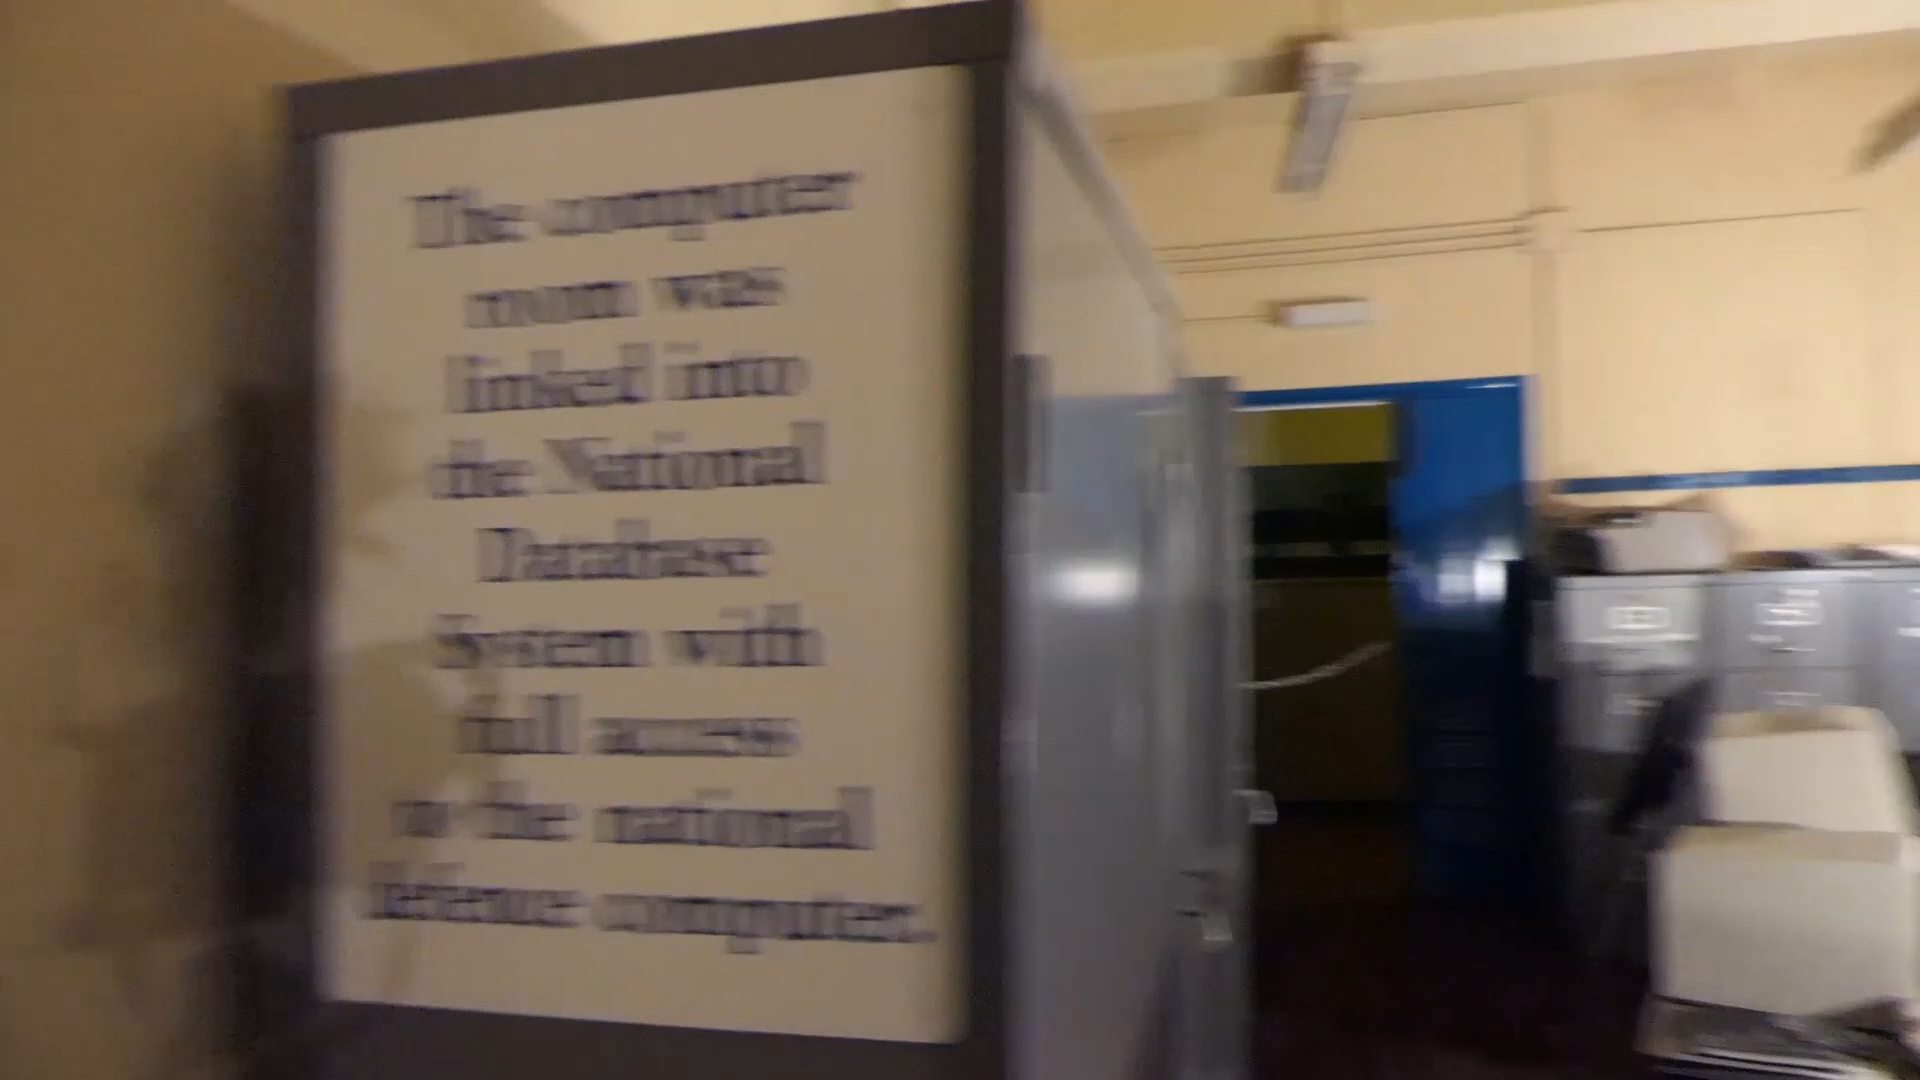 The computer
room was
linked into
the National
Database
System with
full access
to the national
defence computer.